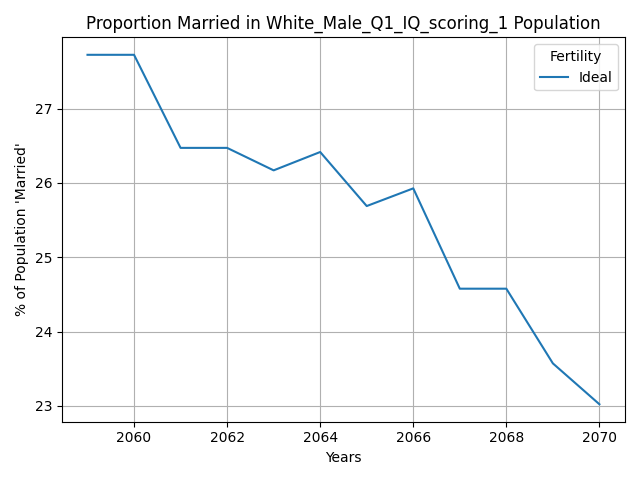 Proportion Married in White_Male_Q1_IQ_scoring_1 Population
Fertility
Ideal
27
26
25
24
23
% of Population 'Married'
2060 2062 2064 2066 2068 2070
Years